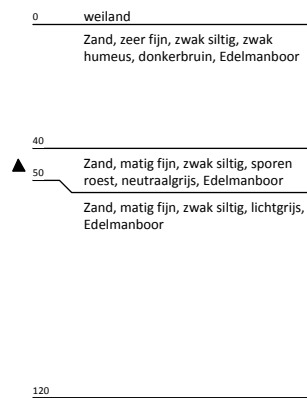 0 weiland
Zand, zeer fijn, zwak siltig, zwak
humeus, donkerbruin, Edelmanboor
40
Zand, matig fijn, zwak siltig, sporen
roest, neutraalgrijs, Edelmanboor
50
Zand, matig fijn, zwak siltig, lichtgrijs,
Edelmanboor
120